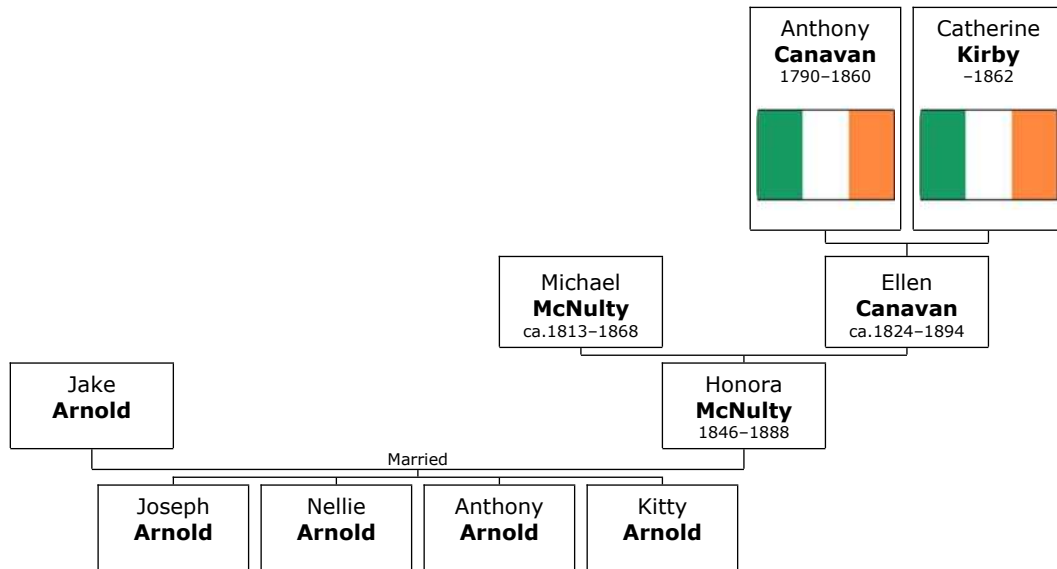 Anthony
Canavan
1790–1860
Catherine
Kirby
–1862
Michael
McNulty
ca.1813–1868
Ellen
Canavan
ca.1824–1894
Jake
Arnold
Honora
McNulty
1846–1888
Married
Joseph
Arnold
Nellie
Arnold
Anthony
Arnold
Kitty
Arnold